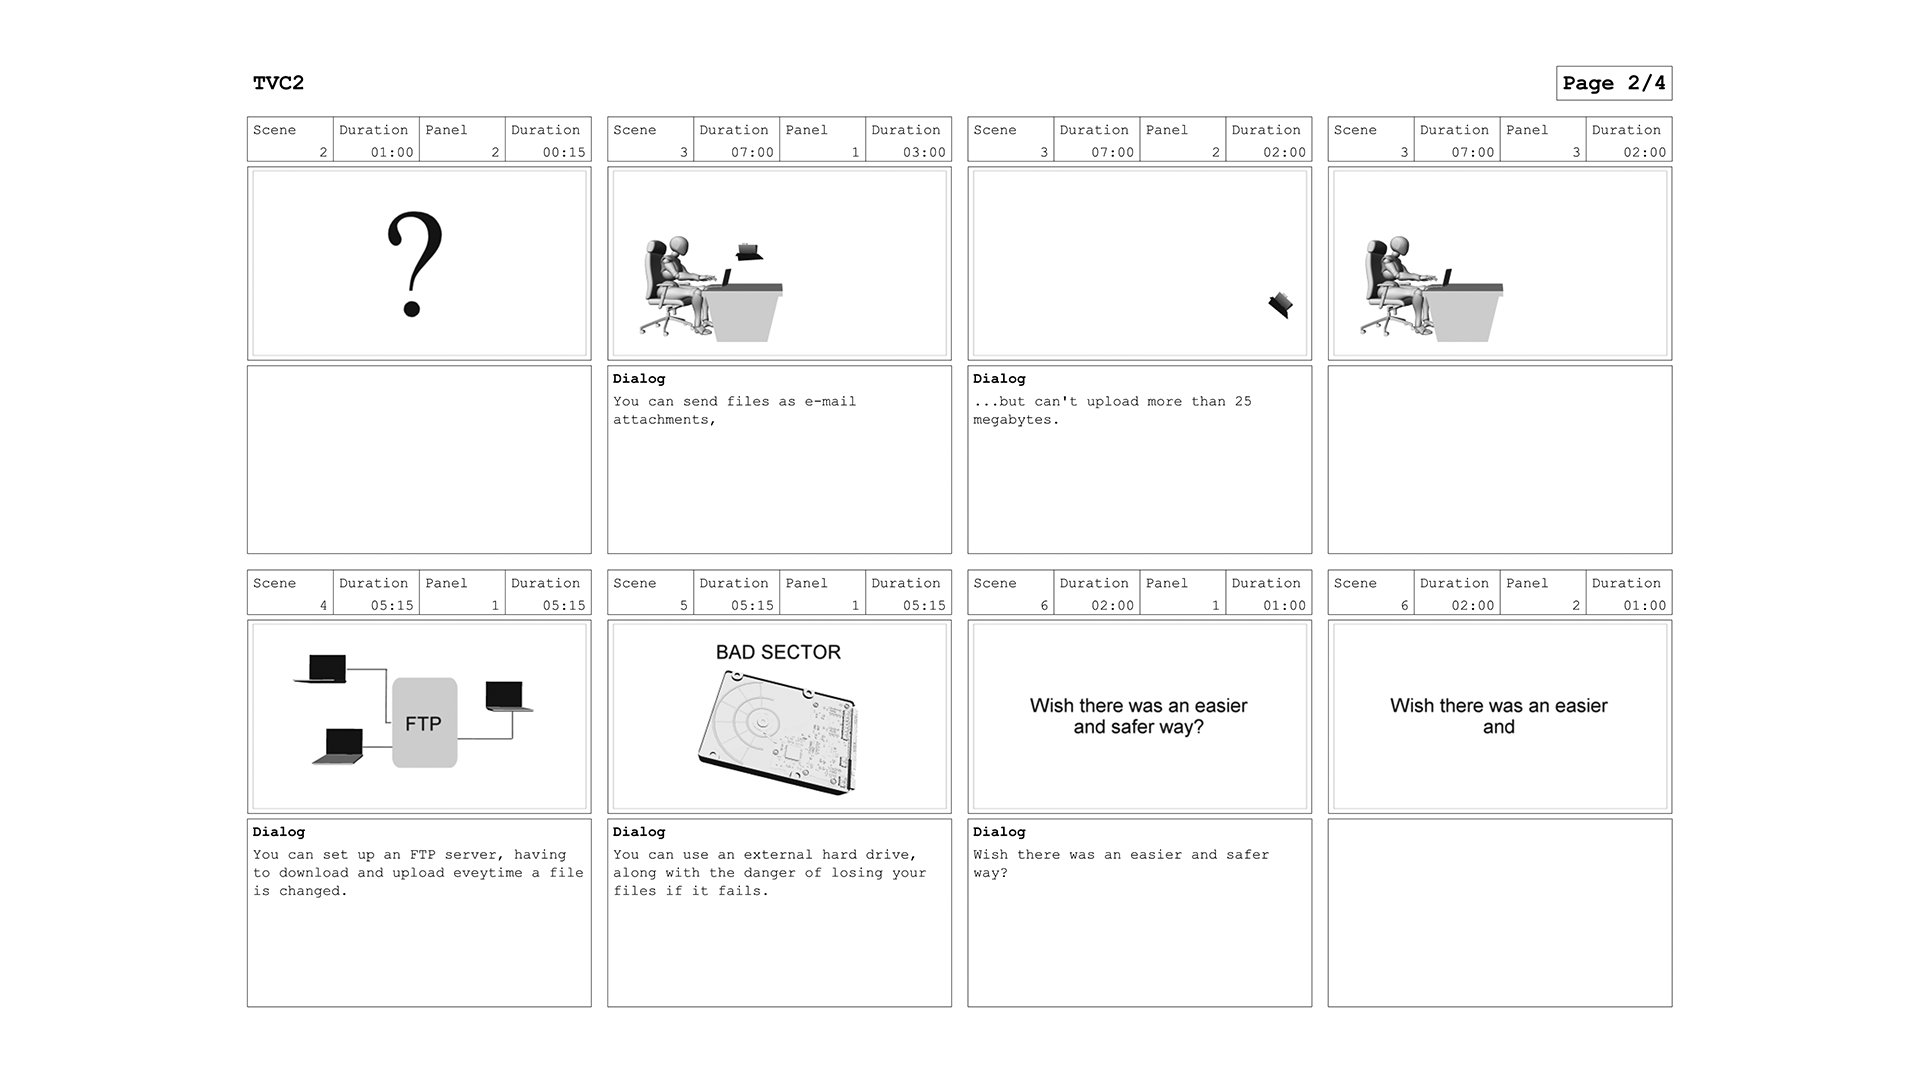 TVC2
Page 2/4
Scene Duration Panel Duration
2 01:00 2 00:15
?
Scene Duration Panel Duration
3 07:00 1 03:00
Dialog
You can send files as e-mail
attachments,
Scene Duration Panel Duration
3 07:00 2 02:00
Dialog
...but can't upload more than 25
megabytes.
Scene Duration Panel Duration
3 07:00 3 02:00
Scene Duration Panel Duration
4 05:15 1 05:15
FTP
Dialog
You can set up an FTP server, having
to download and upload eveytime a file
is changed.
Scene Duration Panel Duration
5 05:15 1 05:15
BAD SECTOR
Dialog
You can use an external hard drive,
along with the danger of losing your
files if it fails.
Scene Duration Panel Duration
6 02:00 1 01:00
Wish there was an easier
and safer way?
Dialog
Wish there was an easier and safer
way?
Scene Duration Panel Duration
6 02:00 2 01:00
Wish there was an easier
and